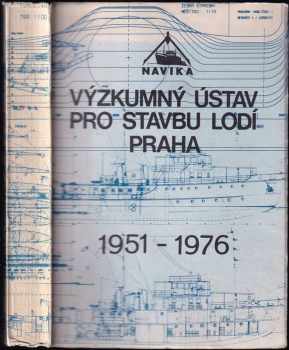 NAVIKA
VÝZKUMNÝ ÚSTAV
PRO STAVBU LODÍ
PRAHA
1951 - 1976